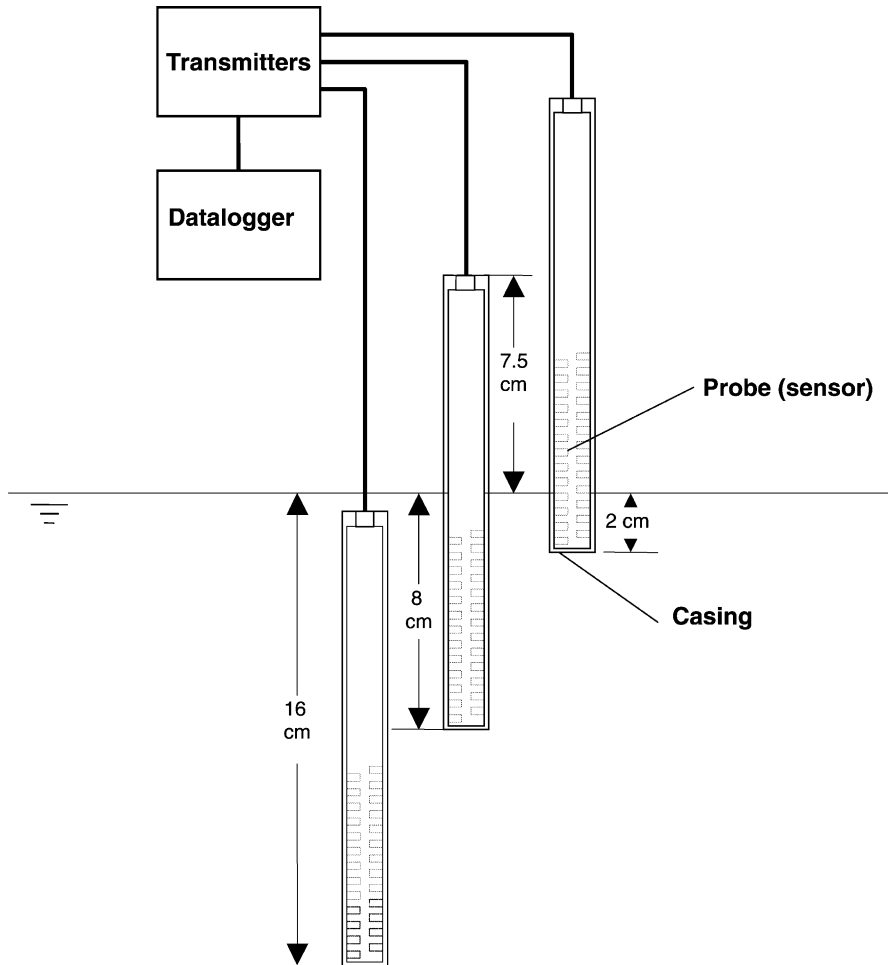 Transmitters
Datalogger
7.5
cm
Probe (sensor)
2 cm
8
cm
Casing
16
cm